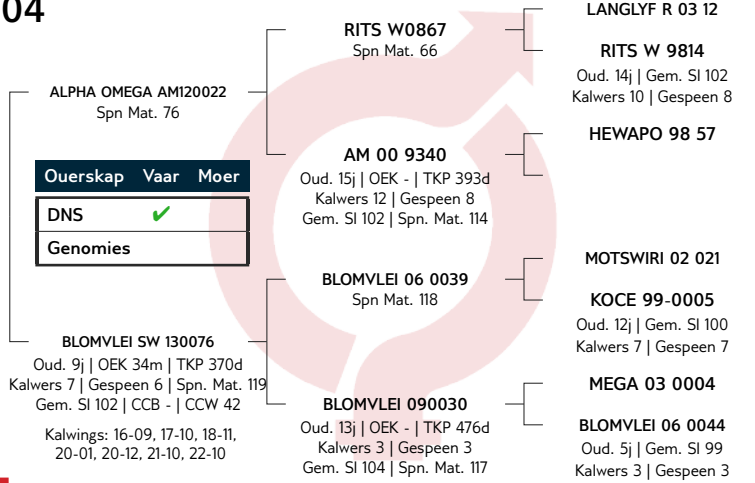 04
ALPHA OMEGA AM120022
Spn Mat. 76
Ouerskap Vaar Moer
DNS ✔
Genomies
BLOMVLEI SW 130076
Oud. 9j | OEK 34m | TKP 370d
Kalwers 7 | Gespeen 6 | Spn. Mat. 119
Gem. SI 102 | CCB - | CCW 42
Kalwings: 16-09, 17-10, 18-11,
20-01, 20-12, 21-10, 22-10
RITS W0867
Spn Mat. 66
AM 00 9340
Oud. 15j | OEK - | TKP 393d
Kalwers 12 | Gespeen 8
Gem. SI 102 | Spn. Mat. 114
BLOMVLEI 06 0039
Spn Mat. 118
BLOMVLEI 090030
Oud. 13j | OEK - | TKP 476d
Kalwers 3 | Gespeen 3
Gem. SI 104 | Spn. Mat. 117
LANGLYF R 03 12
RITS W 9814
Oud. 14j | Gem. SI 102
Kalwers 10 | Gespeen 8
HEWAPO 98 57
MOTSWIRI 02 021
KOCE 99-0005
Oud. 12j | Gem. SI 100
Kalwers 7 | Gespeen 7
MEGA 03 0004
BLOMVLEI 06 0044
Oud. 5j | Gem. SI 99
Kalwers 3 | Gespeen 3